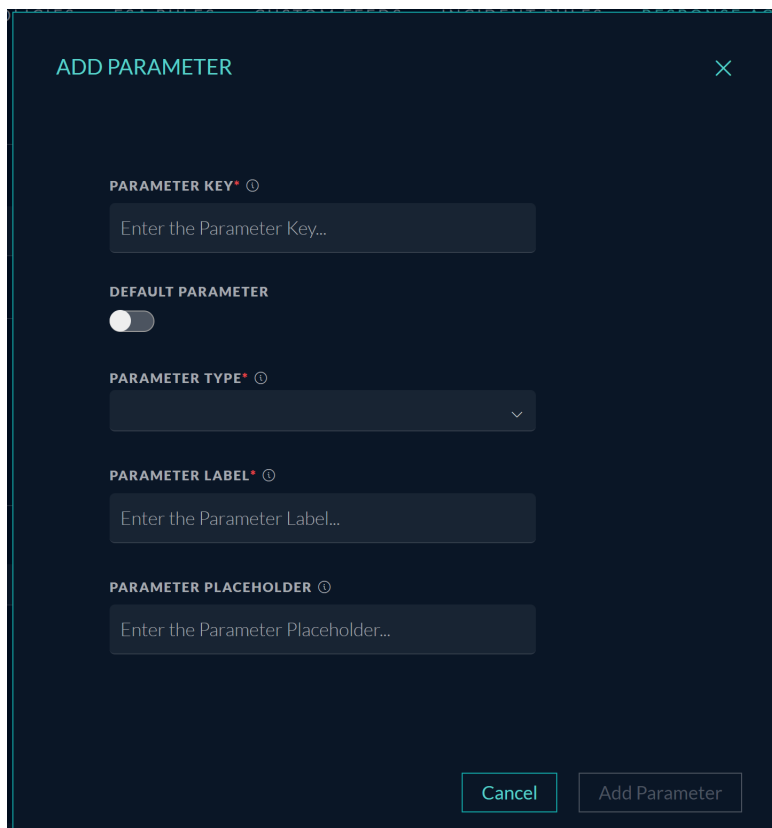 ADD PARAMETER
PARAMETER KEY*
Enter the Parameter Key...
DEFAULT PARAMETER
PARAMETER TYPE*
PARAMETER LABEL*
Enter the Parameter Label...
PARAMETER PLACEHOLDER
Enter the Parameter Placeholder...
Cancel
Add Parameter